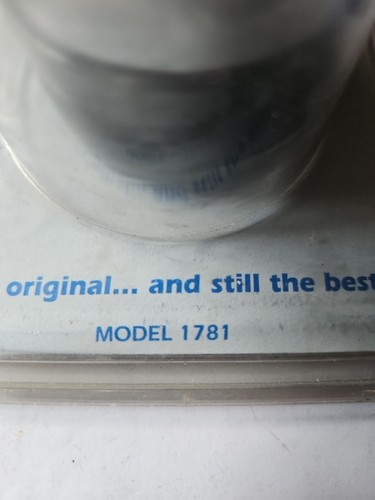 original... and still the best
MODEL 1781